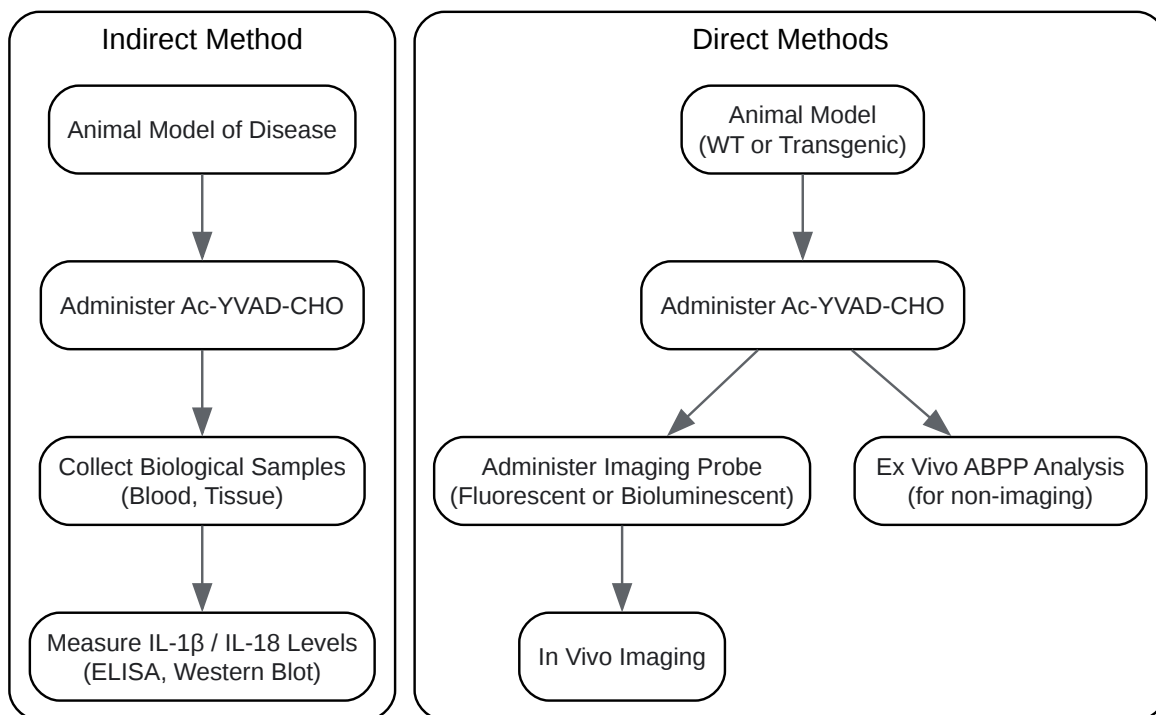 Indirect Method
Animal Model of Disease
Administer Ac-YVAD-CHO
Collect Biological Samples
(Blood, Tissue)
Measure IL-1β / IL-18 Levels
(ELISA, Western Blot)
Direct Methods
Animal Model
(WT or Transgenic)
Administer Ac-YVAD-CHO
Administer Imaging Probe
(Fluorescent or Bioluminescent)
Ex Vivo ABPP Analysis
(for non-imaging)
In Vivo Imaging